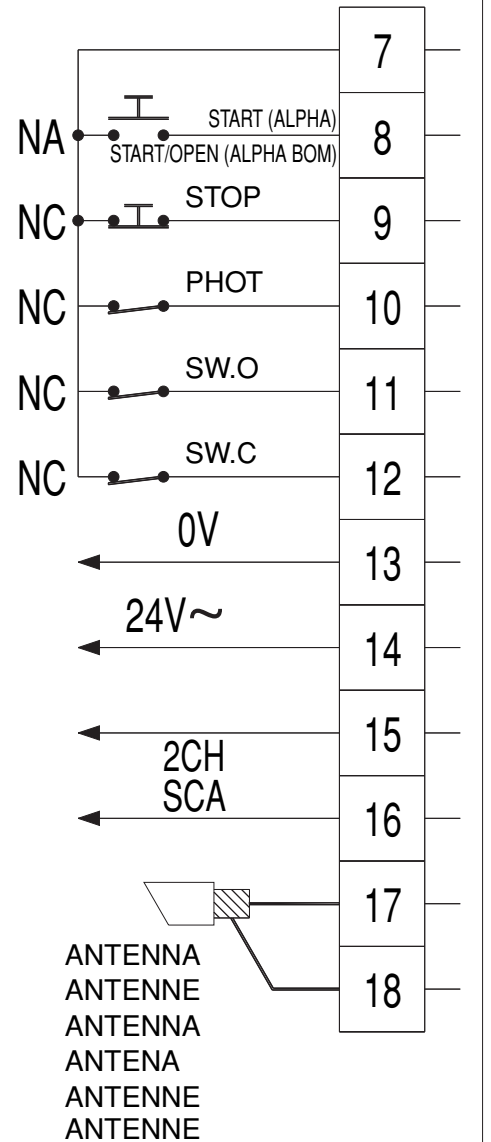 7
NA START (ALPHA) 8
START/OPEN (ALPHA BOM)
NC STOP 9
NC PHOT 10
NC SW.O 11
NC SW.C 12
0V 13
24V~ 14
15
2CH
SCA 16
17
ANTENNA
ANTENNE 18
ANTENNA
ANTENA
ANTENNE
ANTENNE